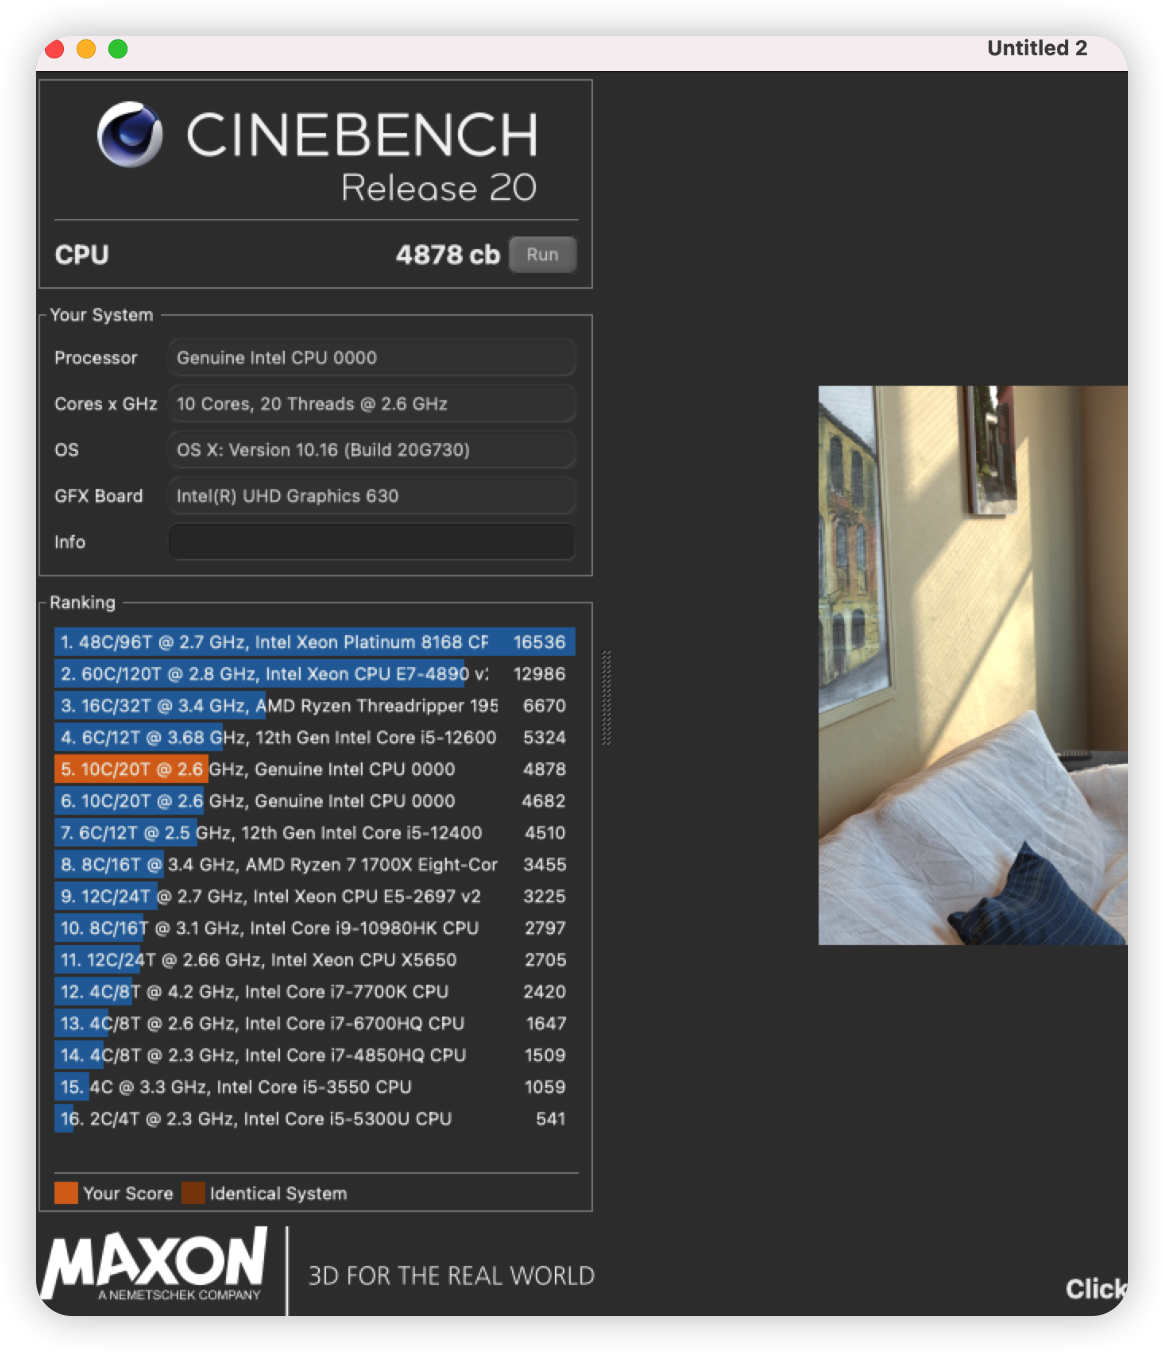 Untitled 2
CINEBENCH
Release 20
CPU 4878 cb Run
Your System
Processor Genuine Intel CPU 0000
Cores x GHz 10 Cores, 20 Threads @ 2.6 GHz
OS OS X: Version 10.16 (Build 20G730)
GFX Board Intel(R) UHD Graphics 630
Info
Ranking
1. 48C/96T @ 2.7 GHz, Intel Xeon Platinum 8168 CP 16536
2. 60C/120T @ 2.8 GHz, Intel Xeon CPU E7-4890 v2 12986
3. 16C/32T @ 3.4 GHz, AMD Ryzen Threadripper 195 6670
4. 6C/12T @ 3.68 GHz, 12th Gen Intel Core i5-12600 5324
5. 10C/20T @ 2.6 GHz, Genuine Intel CPU 0000 4878
6. 10C/20T @ 2.6 GHz, Genuine Intel CPU 0000 4682
7. 6C/12T @ 2.5 GHz, 12th Gen Intel Core i5-12400 4510
8. 8C/16T @ 3.4 GHz, AMD Ryzen 7 1700X Eight-Cor 3455
9. 12C/24T @ 2.7 GHz, Intel Xeon CPU E5-2697 v2 3225
10. 8C/16T @ 3.1 GHz, Intel Core i9-10980HK CPU 2797
11. 12C/24T @ 2.66 GHz, Intel Xeon CPU X5650 2705
12. 4C/8T @ 4.2 GHz, Intel Core i7-7700K CPU 2420
13. 4C/8T @ 2.6 GHz, Intel Core i7-6700HQ CPU 1647
14. 4C/8T @ 2.3 GHz, Intel Core i7-4850HQ CPU 1509
15. 4C @ 3.3 GHz, Intel Core i5-3550 CPU 1059
16. 2C/4T @ 2.3 GHz, Intel Core i5-5300U CPU 541
Your Score Identical System
MAXON
A NEMETSCHEK COMPANY
3D FOR THE REAL WORLD
Click